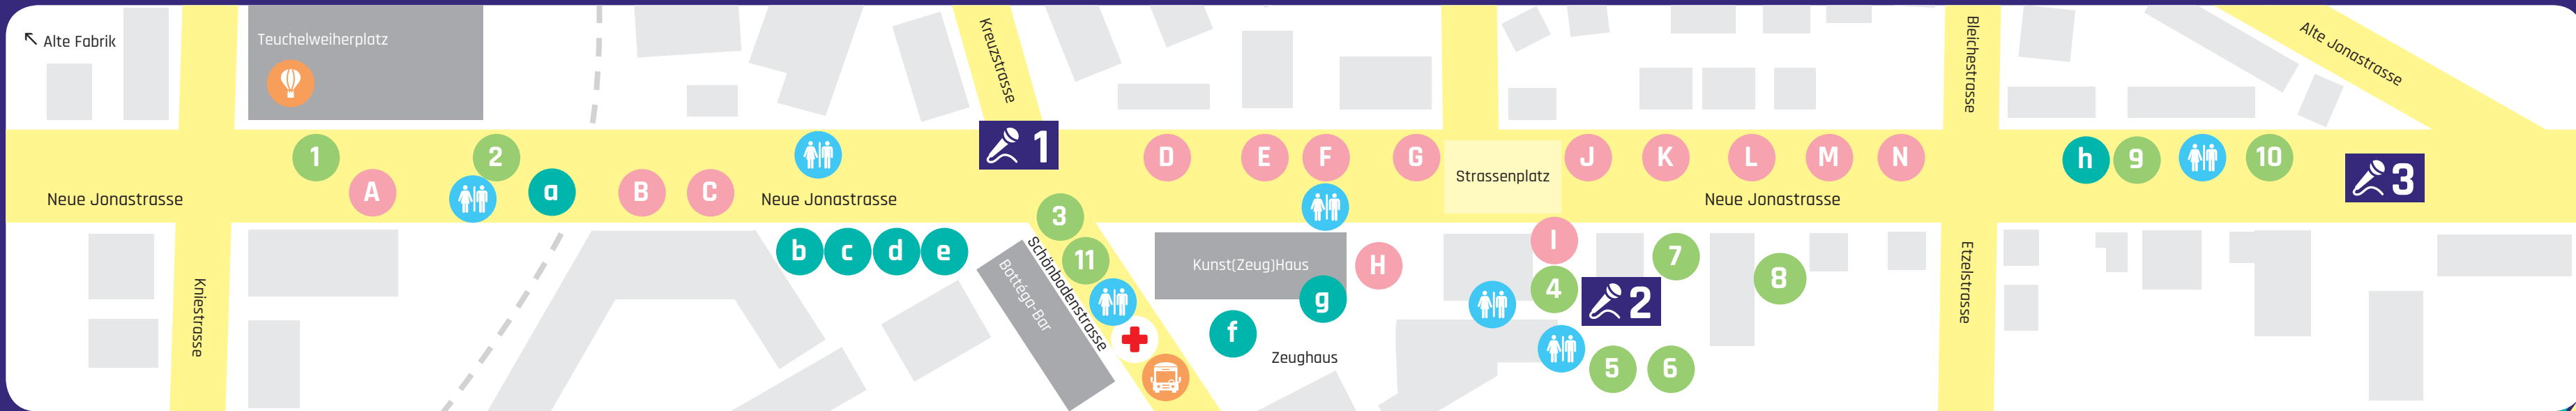 Alte Fabrik
Teuchelweiherplatz
Kreuzstrasse
Bleichestrasse
Alte Jonastrasse
1
2
1
D
E
F
G
J
K
L
M
N
h
9
10
3
A
a
B
C
Strassenplatz
Neue Jonastrasse
Neue Jonastrasse
Neue Jonastrasse
3
b
c
d
e
11
Schönbodenstrasse
Bottéga-Bar
Kunst(Zeug)Haus
H
I
7
4
2
8
g
f
Zeughaus
5
6
Kniestrasse
Etzelstrasse